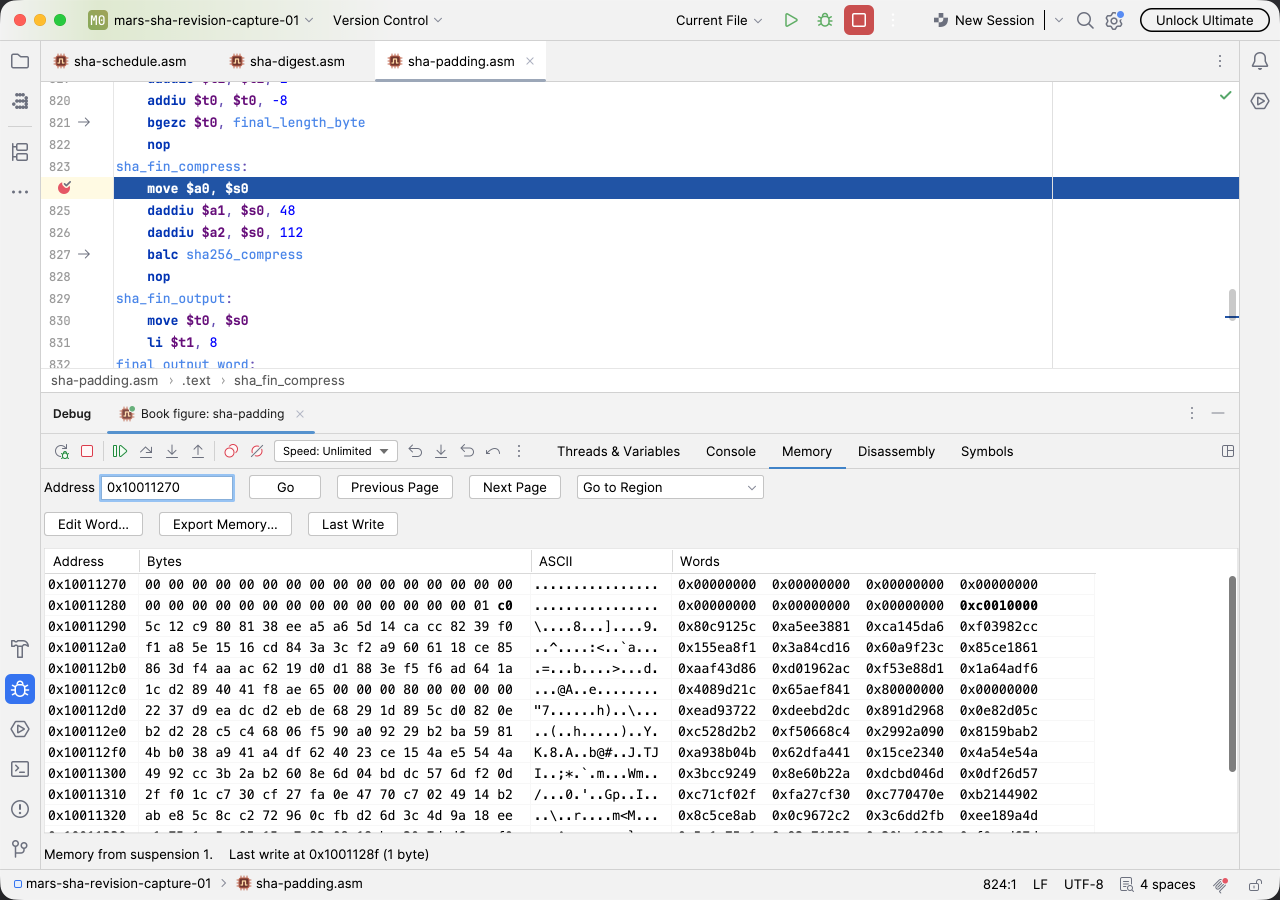 M0 mars-sha-revision-capture-01 Version Control Current File New Session Unlock Ultimate
sha-schedule.asm sha-digest.asm sha-padding.asm
820 addiu $t0, $t0, -8
821 bgezc $t0, final_length_byte
822 nop
823 sha_fin_compress:
move $a0, $s0
825 daddiu $a1, $s0, 48
826 daddiu $a2, $s0, 112
827 balc sha256_compress
828 nop
829 sha_fin_output:
830 move $t0, $s0
831 li $t1, 8
832 final_output_word:
sha-padding.asm › .text › sha_fin_compress
Debug Book figure: sha-padding
Speed: Unlimited Threads & Variables Console Memory Disassembly Symbols
Address 0x10011270 Go Previous Page Next Page Go to Region
Edit Word... Export Memory... Last Write
Address Bytes ASCII Words
0x10011270 00 00 00 00 00 00 00 00 00 00 00 00 00 00 00 00 ................ 0x00000000 0x00000000 0x00000000 0x00000000
0x10011280 00 00 00 00 00 00 00 00 00 00 00 00 00 00 01 c0 ................ 0x00000000 0x00000000 0x00000000 0xc0010000
0x10011290 5c 12 c9 80 81 38 ee a5 a6 5d 14 ca cc 82 39 f0 \....8...]....9. 0x80c9125c 0xa5ee3881 0xca145da6 0xf03982cc
0x100112a0 f1 a8 5e 15 16 cd 84 3a 3c f2 a9 60 61 18 ce 85 ..^....:<..`a... 0x155ea8f1 0x3a84cd16 0x60a9f23c 0x85ce1861
0x100112b0 86 3d f4 aa ac 62 19 d0 d1 88 3e f5 f6 ad 64 1a .=...b....>...d. 0xaaf43d86 0xd01962ac 0xf53e88d1 0x1a64adf6
0x100112c0 1c d2 89 40 41 f8 ae 65 00 00 00 80 00 00 00 00 ...@A..e........ 0x4089d21c 0x65aef841 0x80000000 0x00000000
0x100112d0 22 37 d9 ea dc d2 eb de 68 29 1d 89 5c d0 82 0e "7......h)..\... 0xead93722 0xdeebd2dc 0x891d2968 0x0e82d05c
0x100112e0 b2 d2 28 c5 c4 68 06 f5 90 a0 92 29 b2 ba 59 81 ..(..h.....)..Y. 0xc528d2b2 0xf50668c4 0x2992a090 0x8159bab2
0x100112f0 4b b0 38 a9 41 a4 df 62 40 23 ce 15 4a e5 54 4a K.8.A..b@#..J.TJ 0xa938b04b 0x62dfa441 0x15ce2340 0x4a54e54a
0x10011300 49 92 cc 3b 2a b2 60 8e 6d 04 bd dc 57 6d f2 0d I..;*.`.m...Wm.. 0x3bcc9249 0x8e60b22a 0xdcbd046d 0x0df26d57
0x10011310 2f f0 1c c7 30 cf 27 fa 0e 47 70 c7 02 49 14 b2 /...0.'..Gp..I.. 0xc71cf02f 0xfa27cf30 0xc770470e 0xb2144902
0x10011320 ab e8 5c 8c c2 72 96 0c fb d2 6d 3c 4d 9a 18 ee ..\..r....m<M... 0x8c5ce8ab 0x0c9672c2 0x3c6dd2fb 0xee189a4d
Memory from suspension 1. Last write at 0x1001128f (1 byte)
mars-sha-revision-capture-01 › sha-padding.asm 824:1 LF UTF-8 4 spaces